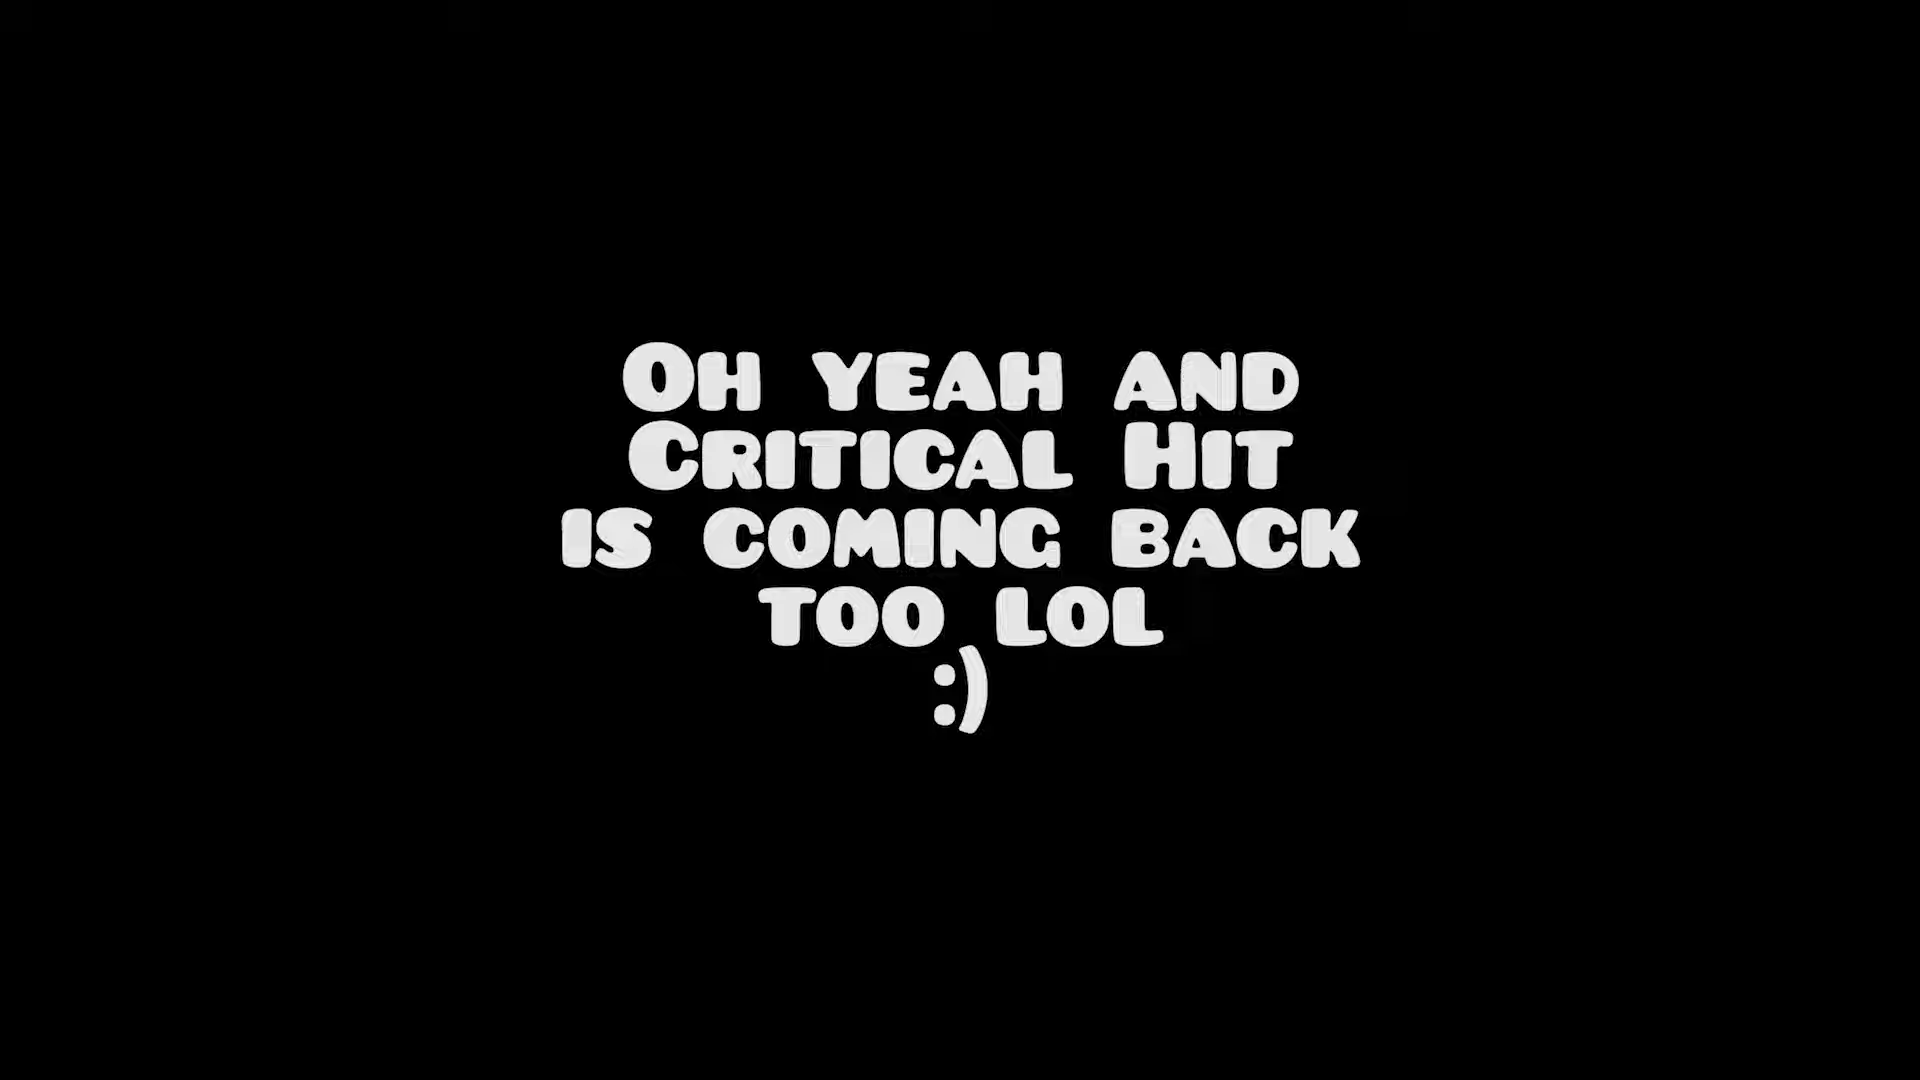 Oh yeah and
Critical Hit
is coming back
too lol
:)